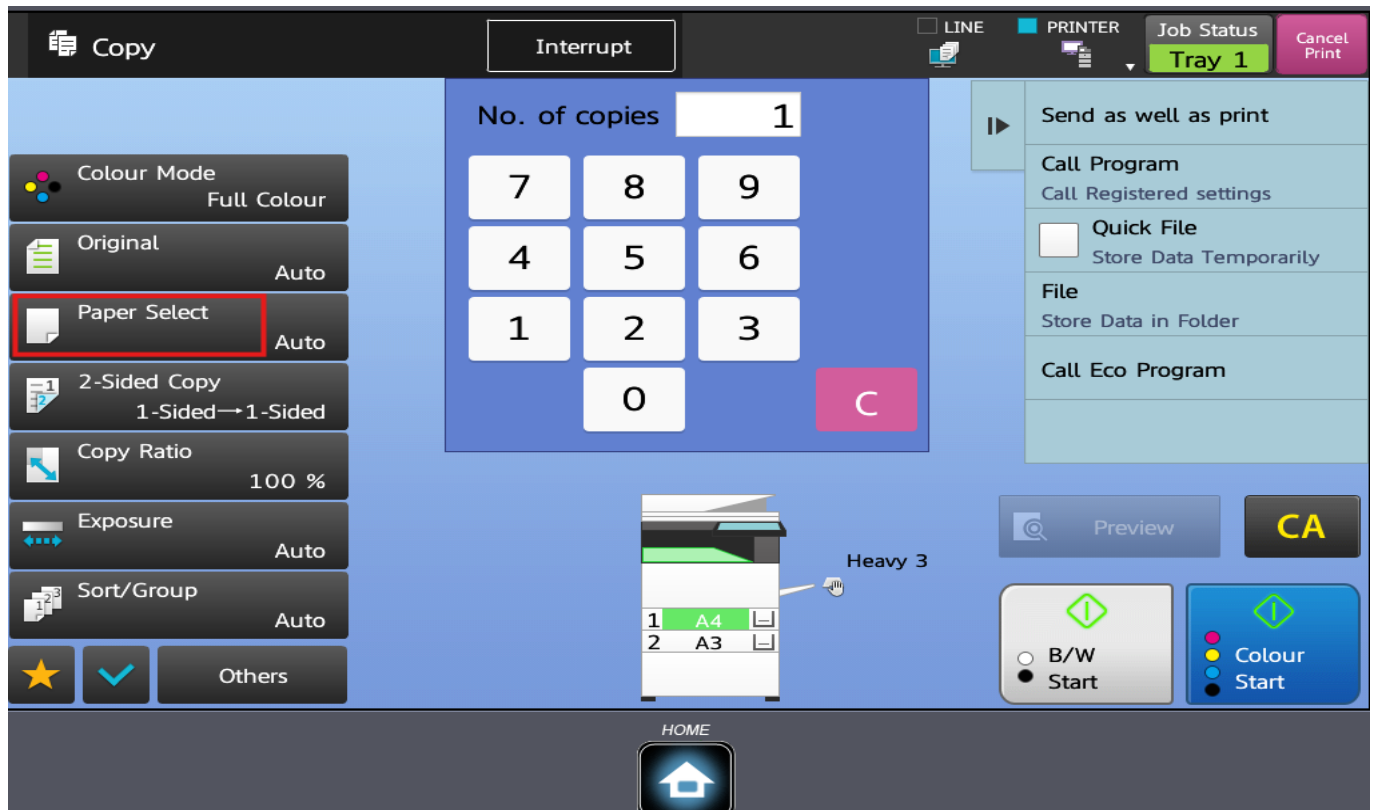 Copy
Interrupt
LINE
PRINTER
Job Status
Tray 1
Cancel
Print
No. of copies 1
7 8 9
4 5 6
1 2 3
0 C
Colour Mode
Full Colour
Original
Auto
Paper Select
Auto
2-Sided Copy
1-Sided→1-Sided
Copy Ratio
100 %
Exposure
Auto
Sort/Group
Auto
Others
Send as well as print
Call Program
Call Registered settings
Quick File
Store Data Temporarily
File
Store Data in Folder
Call Eco Program
Heavy 3
1 A4
2 A3
Preview
CA
B/W
Start
Colour
Start
HOME